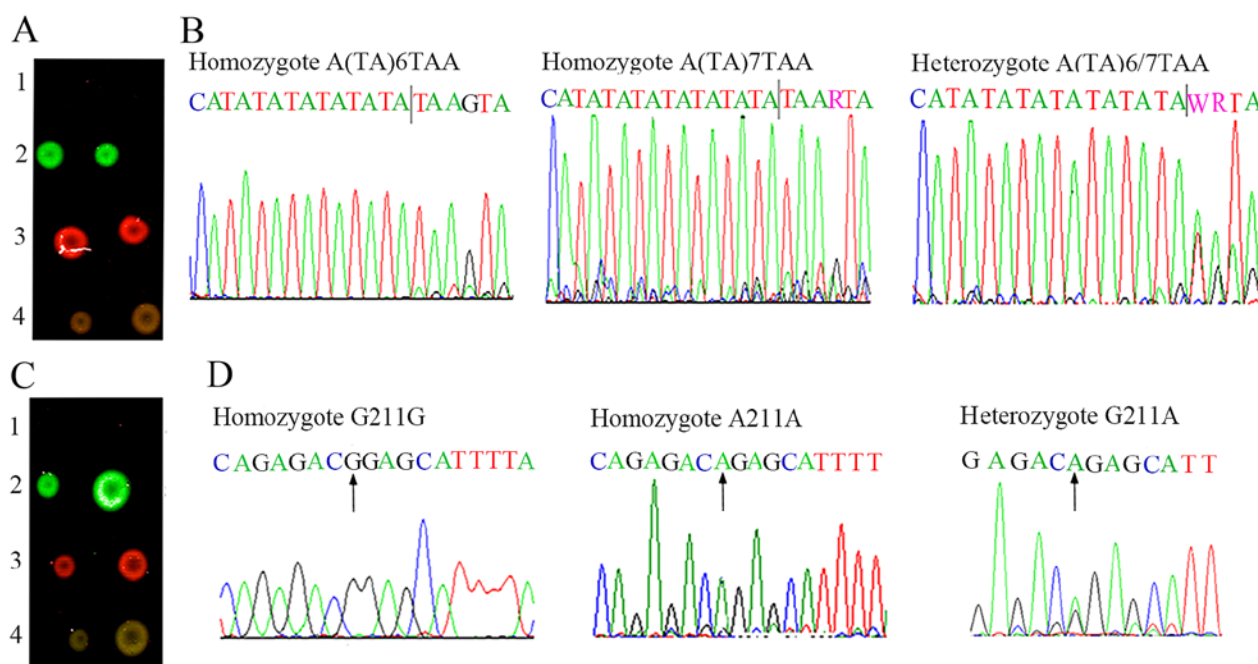 A
B
Homozygote A(TA)6TAA
Homozygote A(TA)7TAA
Heterozygote A(TA)6/7TAA
CATATATATATATA|TAAGTA
CATATATATATATATA|TAARTA
CATATATATATATATA|WRTA
1
2
3
4
C
D
Homozygote G211G
Homozygote A211A
Heterozygote G211A
CAGAGACGGAGCATTTTA
CAGAGACAGAGCATTTT
GAGACAGAGCATT
1
2
3
4